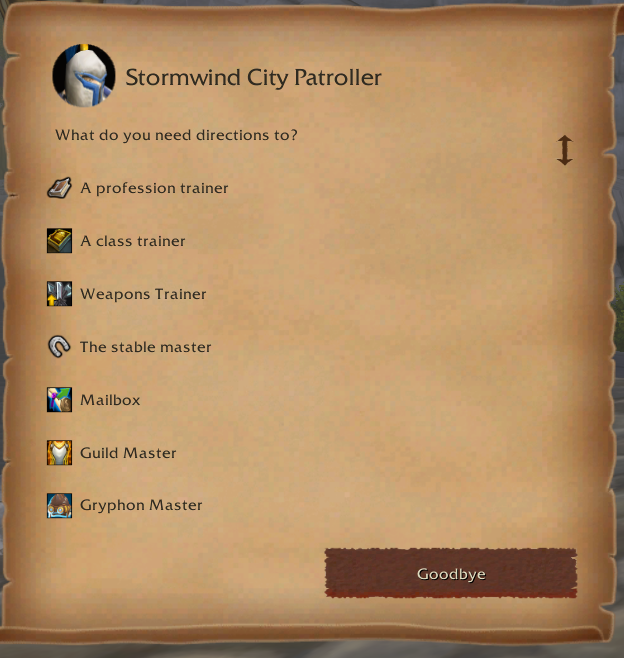 Stormwind City Patroller
What do you need directions to?
A profession trainer
A class trainer
Weapons Trainer
The stable master
Mailbox
Guild Master
Gryphon Master
Goodbye